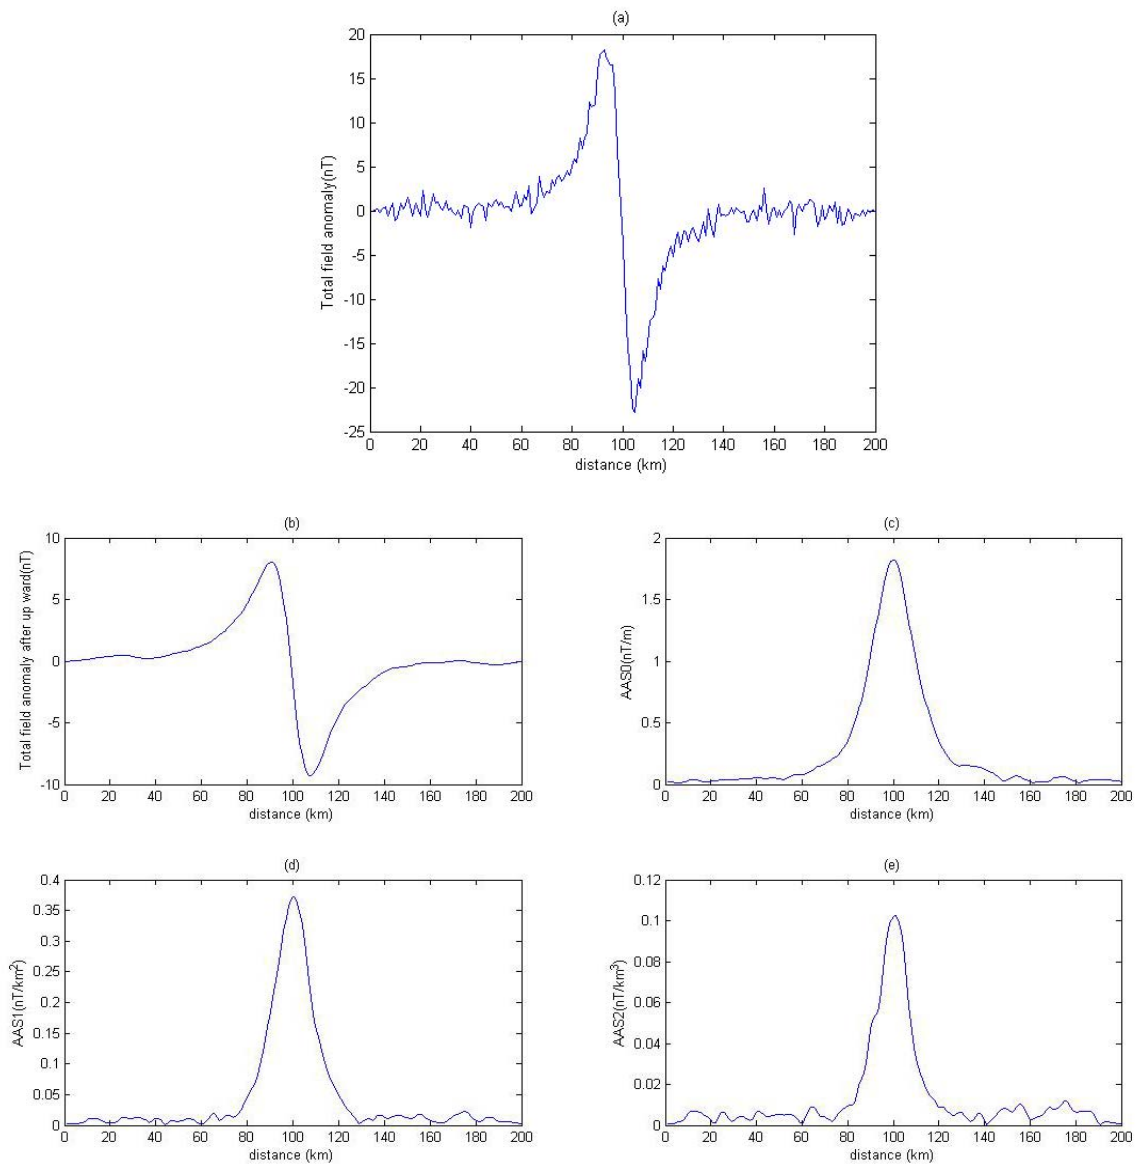 (a)
20
15
10
5
0
-5
-10
-15
-20
-25
Total field anomaly(nT)
0 20 40 60 80 100 120 140 160 180 200
distance (km)
(b)
10
5
0
-5
-10
Total field anomaly after up ward(nT)
0 20 40 60 80 100 120 140 160 180 200
distance (km)
(c)
2
1.5
1
0.5
0
AAS0(nT/m)
0 20 40 60 80 100 120 140 160 180 200
distance (km)
(d)
0.4
0.35
0.3
0.25
0.2
0.15
0.1
0.05
0
AAS1(nT/km²)
0 20 40 60 80 100 120 140 160 180 200
distance (km)
(e)
0.12
0.1
0.08
0.06
0.04
0.02
0
AAS2(nT/km³)
0 20 40 60 80 100 120 140 160 180 200
distance (km)